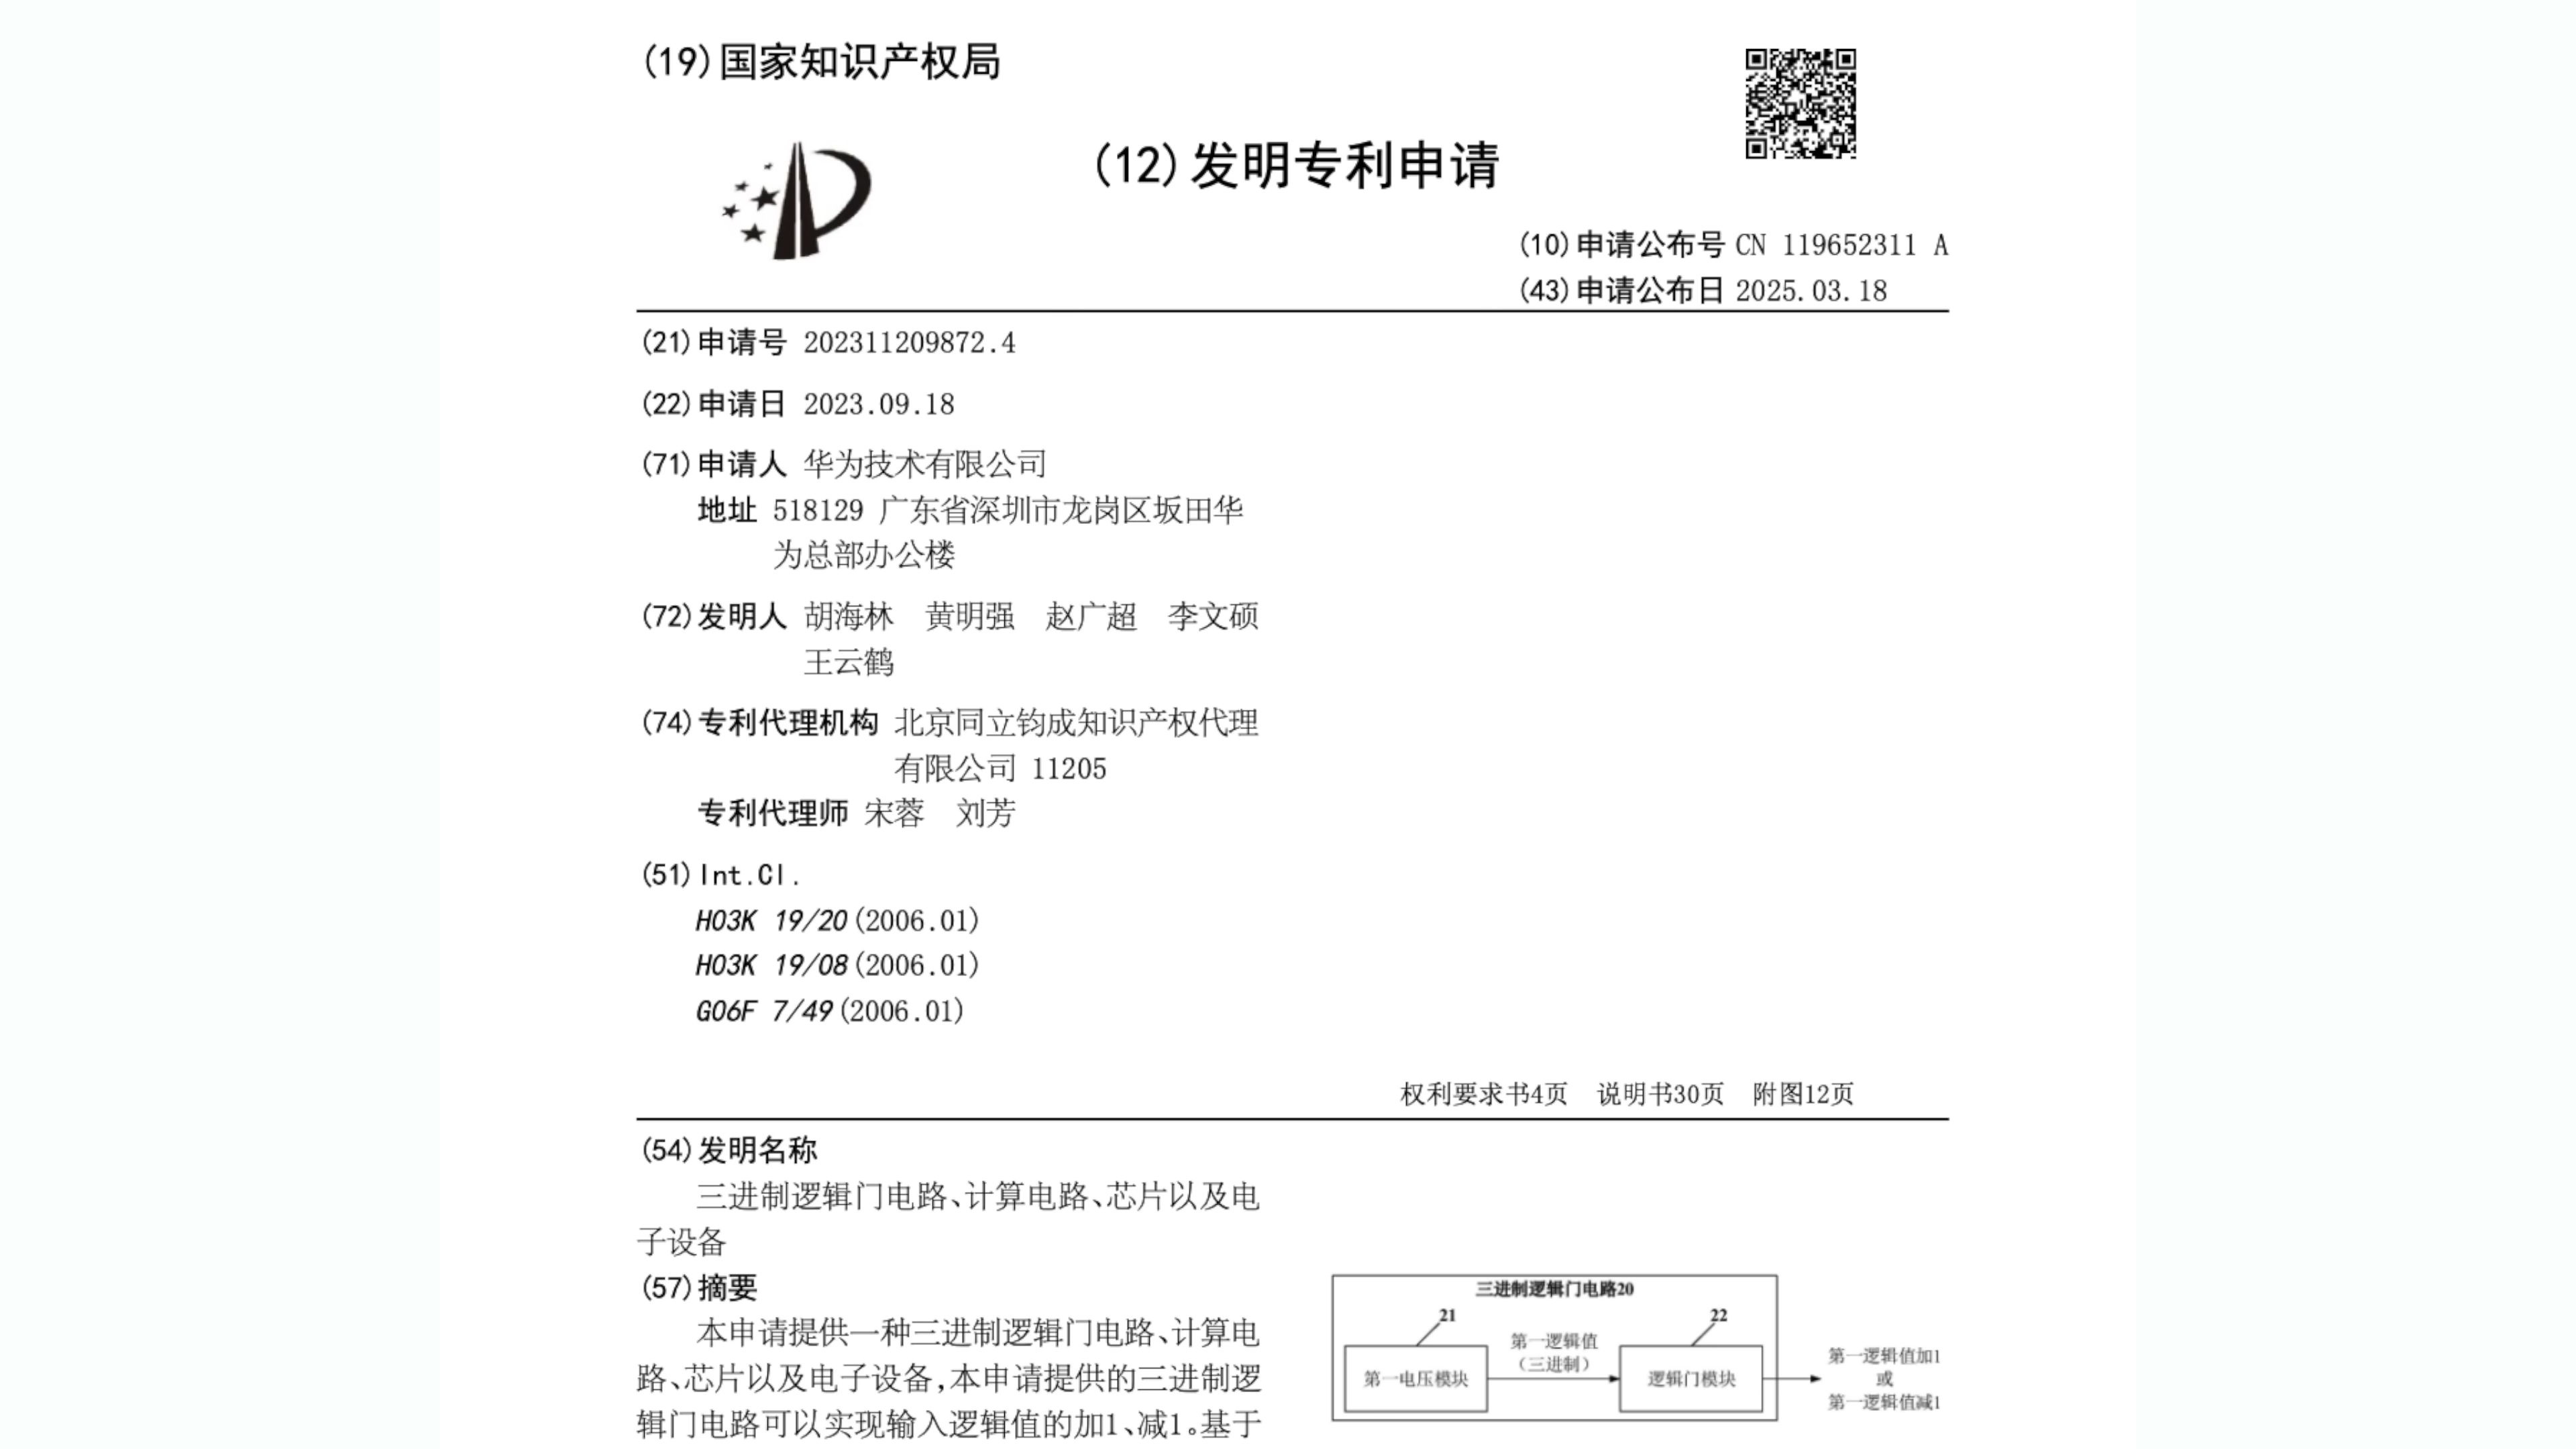 (19)国家知识产权局
(12)发明专利申请
(10)申请公布号 CN 119652311 A
(43)申请公布日 2025.03.18
(21)申请号 202311209872.4
(22)申请日 2023.09.18
(71)申请人 华为技术有限公司
地址 518129 广东省深圳市龙岗区坂田华
为总部办公楼
(72)发明人 胡海林 黄明强 赵广超 李文硕
王云鹤
(74)专利代理机构 北京同立钧成知识产权代理
有限公司 11205
专利代理师 宋蓉 刘芳
(51)Int.Cl.
H03K 19/20(2006.01)
H03K 19/08(2006.01)
G06F 7/49(2006.01)
权利要求书4页 说明书30页 附图12页
(54)发明名称
三进制逻辑门电路、计算电路、芯片以及电
子设备
(57)摘要
本申请提供一种三进制逻辑门电路、计算电
路、芯片以及电子设备,本申请提供的三进制逻
辑门电路可以实现输入逻辑值的加1、减1。基于
三进制逻辑门电路20
21
22
第一电压模块
第一逻辑值
(三进制)
逻辑门模块
第一逻辑值加1
或
第一逻辑值减1